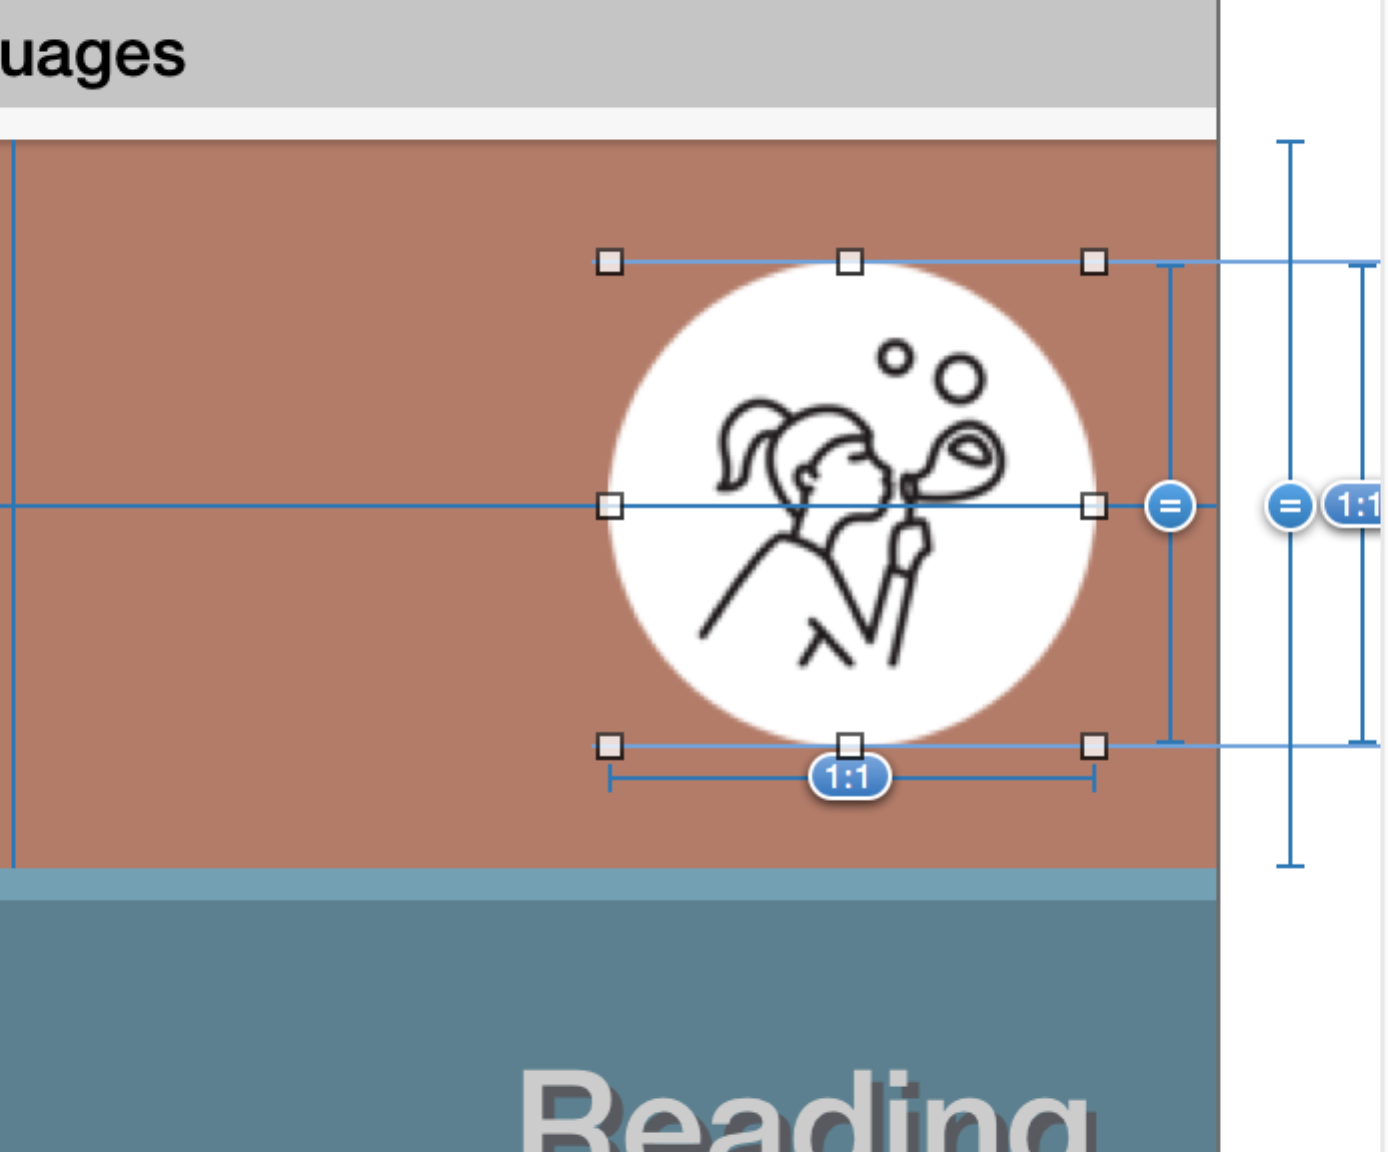 uages
=
=
1:1
1:1
Reading